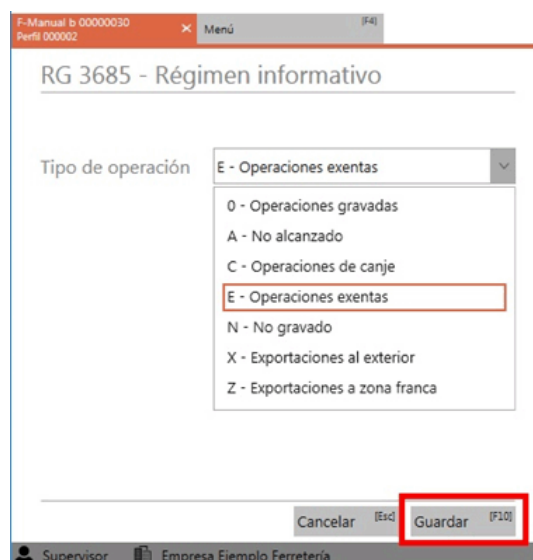 F-Manual b 00000030
Perfil 000002
×
Menú
[F4]
RG 3685 - Régimen informativo
Tipo de operación
E - Operaciones exentas
0 - Operaciones gravadas
A - No alcanzado
C - Operaciones de canje
E - Operaciones exentas
N - No gravado
X - Exportaciones al exterior
Z - Exportaciones a zona franca
Cancelar [Esc]
Guardar [F10]
Supervisor
Empresa Ejemplo Ferretería